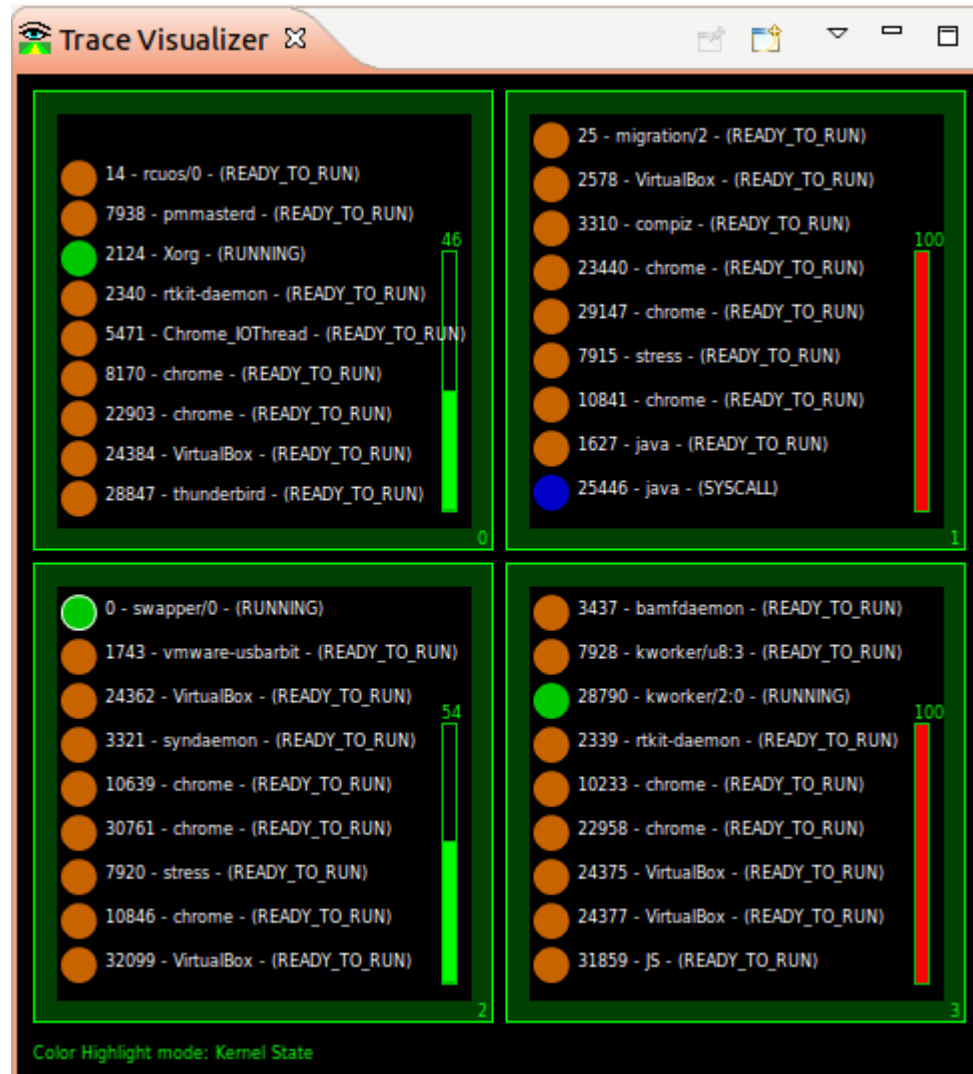 Trace Visualizer
14 - rcuos/0 - (READY_TO_RUN)
7938 - pmmasterd - (READY_TO_RUN)
2124 - Xorg - (RUNNING)
46
2340 - rtkit-daemon - (READY_TO_RUN)
5471 - Chrome_IOThread - (READY_TO_RUN)
8170 - chrome - (READY_TO_RUN)
22903 - chrome - (READY_TO_RUN)
24384 - VirtualBox - (READY_TO_RUN)
28847 - thunderbird - (READY_TO_RUN)
0
25 - migration/2 - (READY_TO_RUN)
2578 - VirtualBox - (READY_TO_RUN)
3310 - compiz - (READY_TO_RUN)
100
23440 - chrome - (READY_TO_RUN)
29147 - chrome - (READY_TO_RUN)
7915 - stress - (READY_TO_RUN)
10841 - chrome - (READY_TO_RUN)
1627 - java - (READY_TO_RUN)
25446 - java - (SYSCALL)
1
0 - swapper/0 - (RUNNING)
1743 - vmware-usbarbit - (READY_TO_RUN)
24362 - VirtualBox - (READY_TO_RUN)
54
3321 - syndaemon - (READY_TO_RUN)
10639 - chrome - (READY_TO_RUN)
30761 - chrome - (READY_TO_RUN)
7920 - stress - (READY_TO_RUN)
10846 - chrome - (READY_TO_RUN)
32099 - VirtualBox - (READY_TO_RUN)
2
3437 - bamfdaemon - (READY_TO_RUN)
7928 - kworker/u8:3 - (READY_TO_RUN)
28790 - kworker/2:0 - (RUNNING)
100
2339 - rtkit-daemon - (READY_TO_RUN)
10233 - chrome - (READY_TO_RUN)
22958 - chrome - (READY_TO_RUN)
24375 - VirtualBox - (READY_TO_RUN)
24377 - VirtualBox - (READY_TO_RUN)
31859 - JS - (READY_TO_RUN)
3
Color Highlight mode: Kernel State